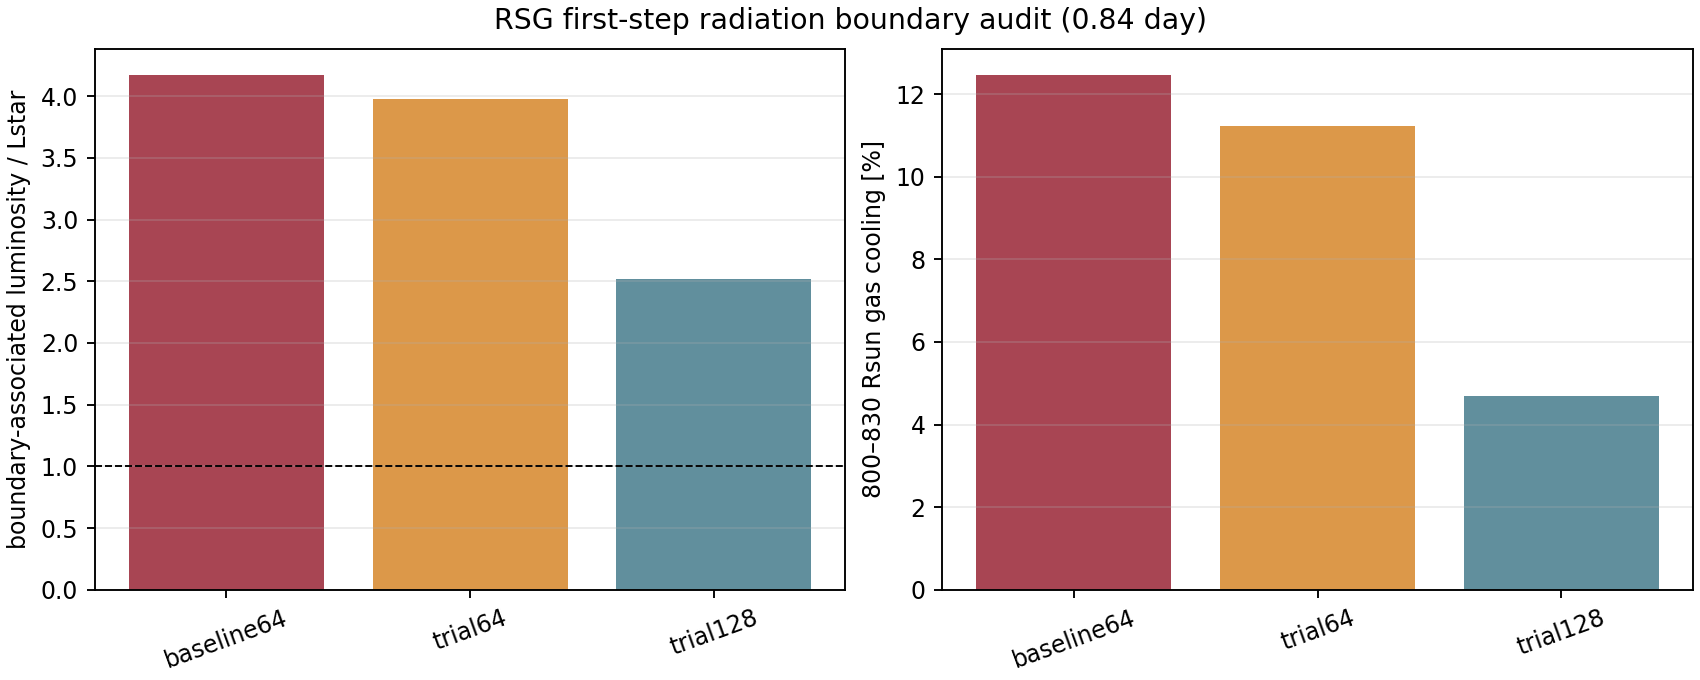 RSG first-step radiation boundary audit (0.84 day)
boundary-associated luminosity / Lstar
4.0
3.5
3.0
2.5
2.0
1.5
1.0
0.5
0.0
baseline64
trial64
trial128
800–830 Rsun gas cooling [%]
12
10
8
6
4
2
0
baseline64
trial64
trial128